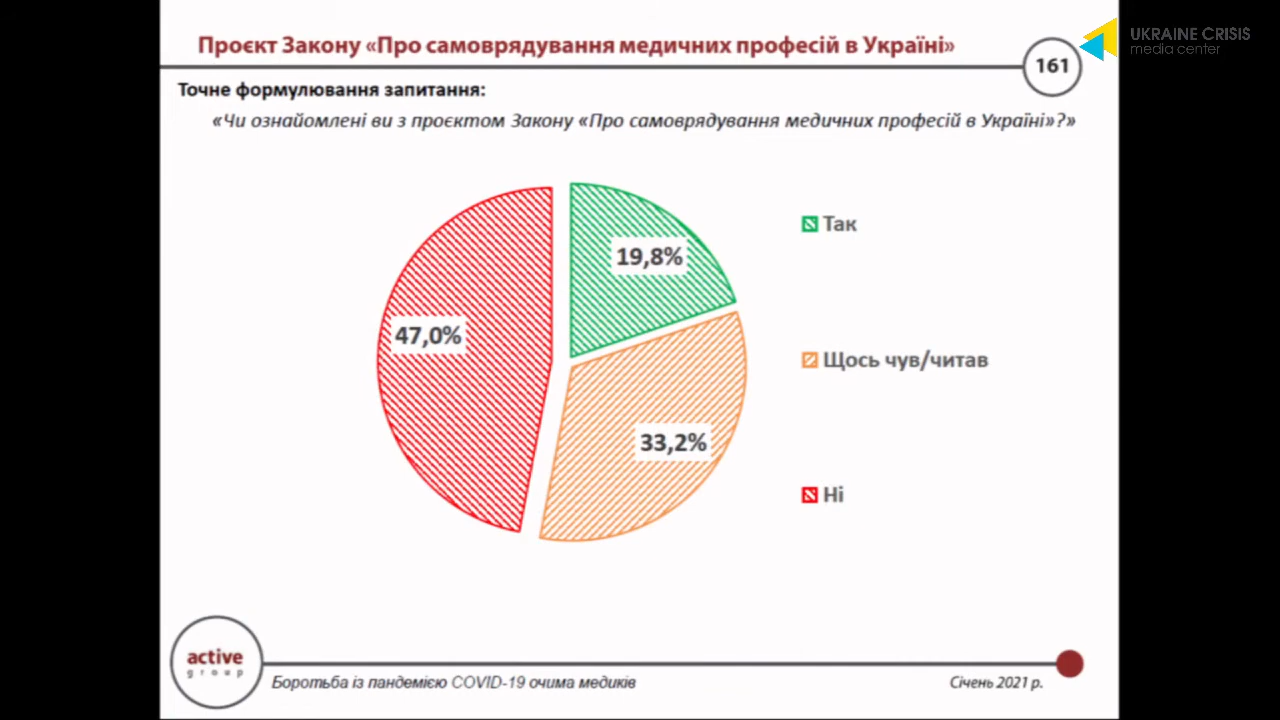 Проєкт Закону «Про самоврядування медичних професій в Україні»
UKRAINE CRISIS
media center
161
Точне формулювання запитання:
«Чи ознайомлені ви з проєктом Закону «Про самоврядування медичних професій в Україні»?»
Так
19,8%
47,0%
Щось чув/читав
33,2%
Ні
active
group
Боротьба із пандемією COVID-19 очима медиків
Січень 2021 р.